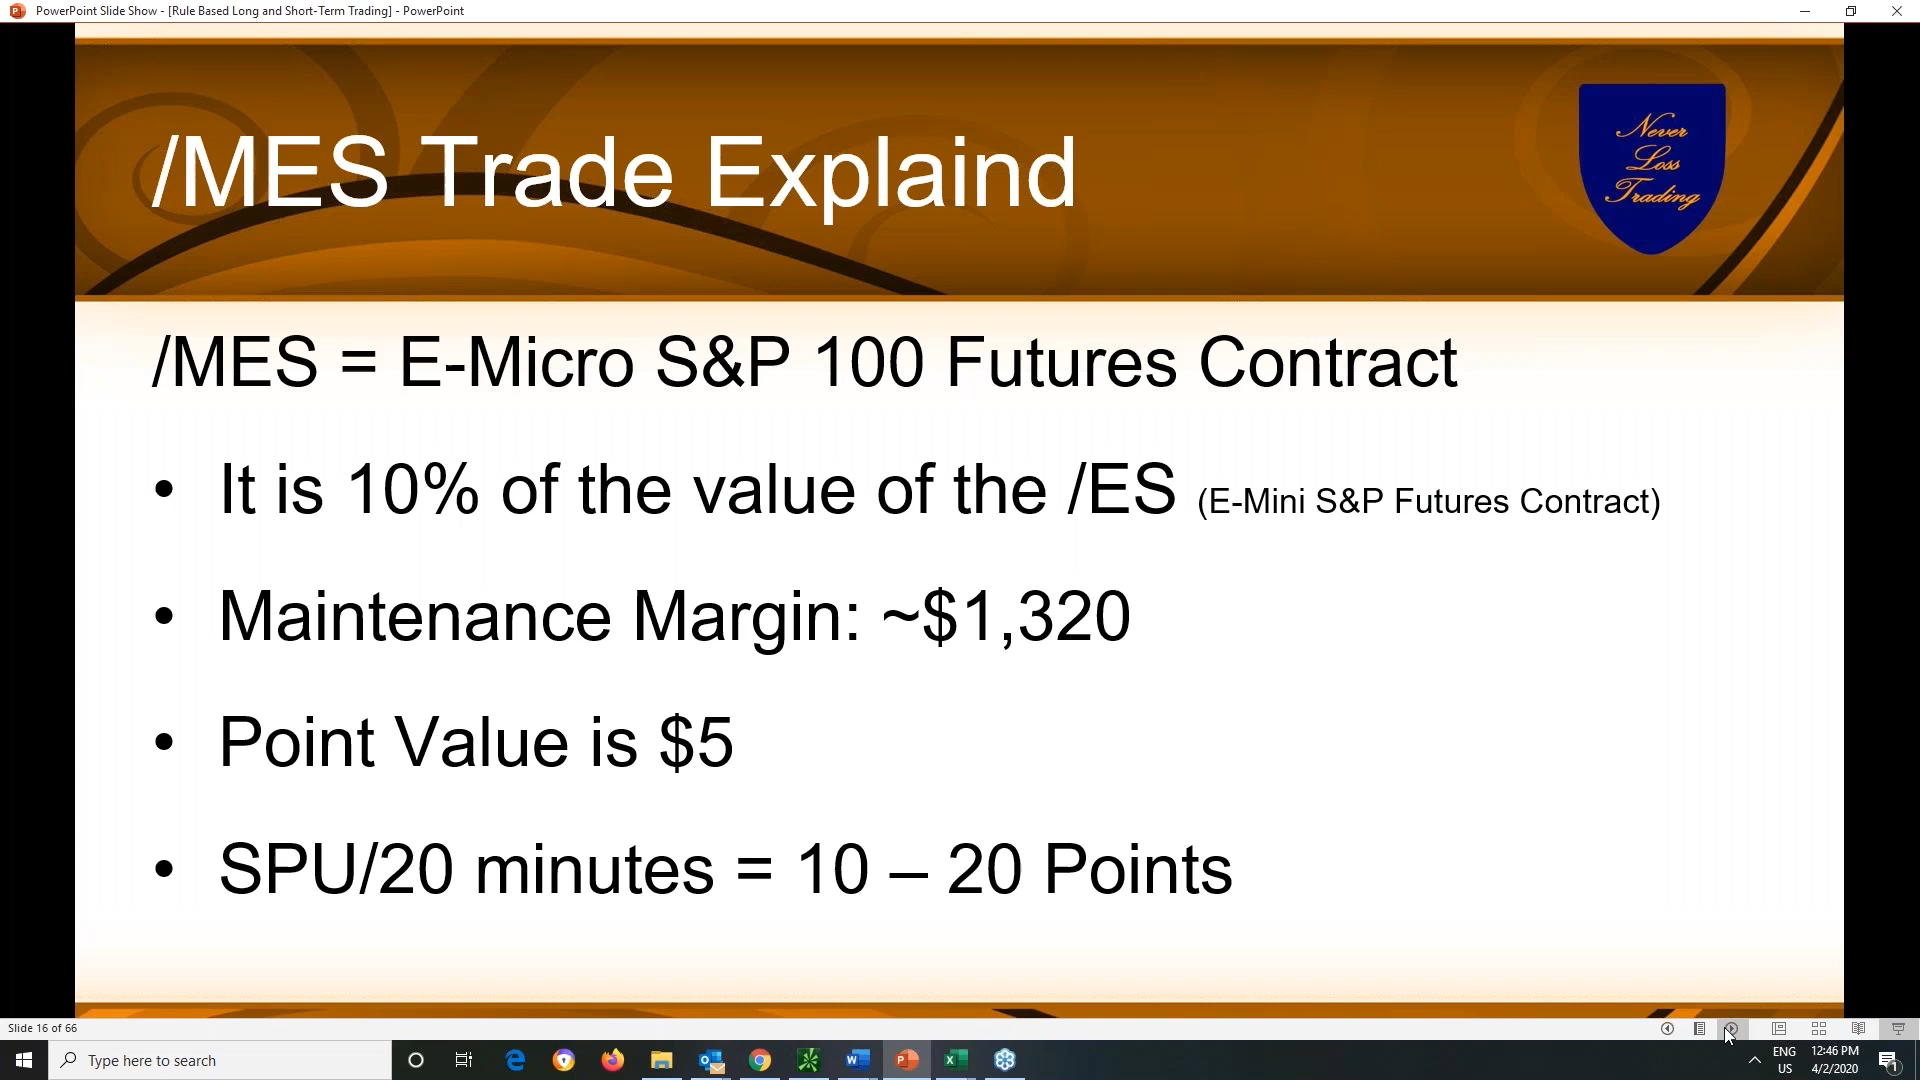 PowerPoint Slide Show - [Rule Based Long and Short-Term Trading] - PowerPoint
/MES Trade Explaind
Never
Loss
Trading
/MES = E-Micro S&P 100 Futures Contract
• It is 10% of the value of the /ES (E-Mini S&P Futures Contract)
• Maintenance Margin: ~$1,320
• Point Value is $5
• SPU/20 minutes = 10 – 20 Points
Slide 16 of 66
Type here to search
ENG
US
12:46 PM
4/2/2020
1